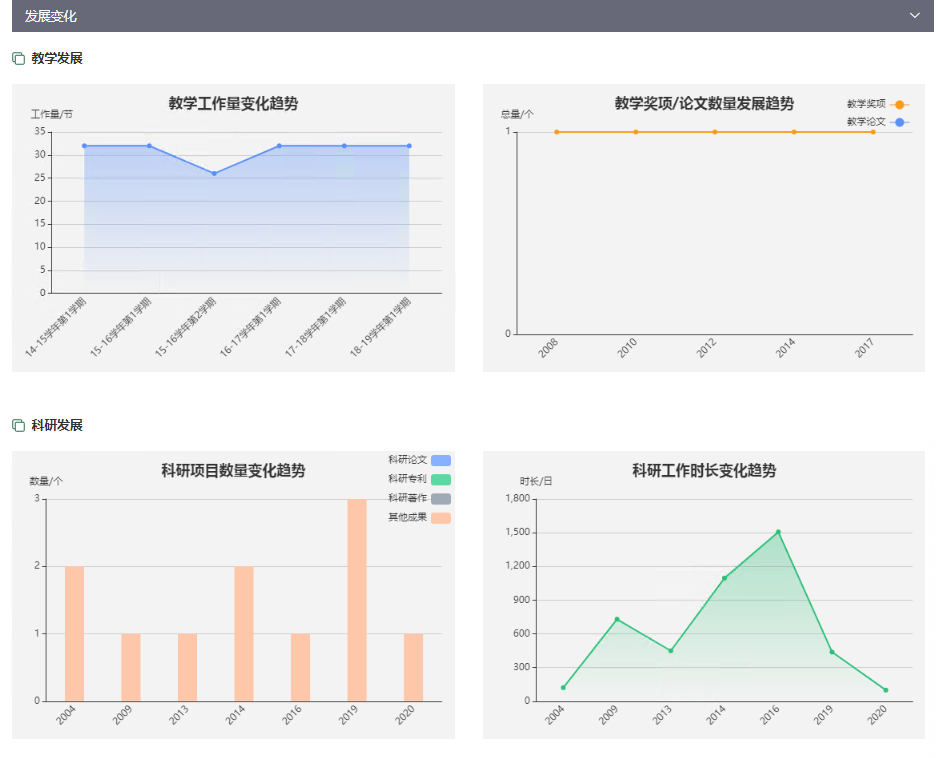 发展变化
教学发展
教学工作量变化趋势
工作量/节
35
30
25
20
15
10
5
0
14-15学年第1学期
15-16学年第1学期
15-16学年第2学期
16-17学年第1学期
17-18学年第1学期
18-19学年第1学期
教学奖项/论文数量发展趋势
教学奖项
教学论文
总量/个
1
0
2008
2010
2012
2014
2017
科研发展
科研项目数量变化趋势
科研论文
科研专利
科研著作
其他成果
数量/个
3
2
1
0
2004
2009
2013
2014
2016
2019
2020
科研工作时长变化趋势
时长/日
1,800
1,500
1,200
900
600
300
0
2004
2009
2013
2014
2016
2019
2020